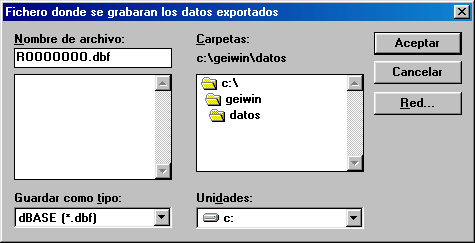 Fichero donde se grabaran los datos exportados
Nombre de archivo:
R0000000.dbf
Carpetas:
c:\geiwin\datos
c:\
geiwin
datos
Aceptar
Cancelar
Red...
Guardar como tipo:
dBASE (*.dbf)
Unidades:
c: